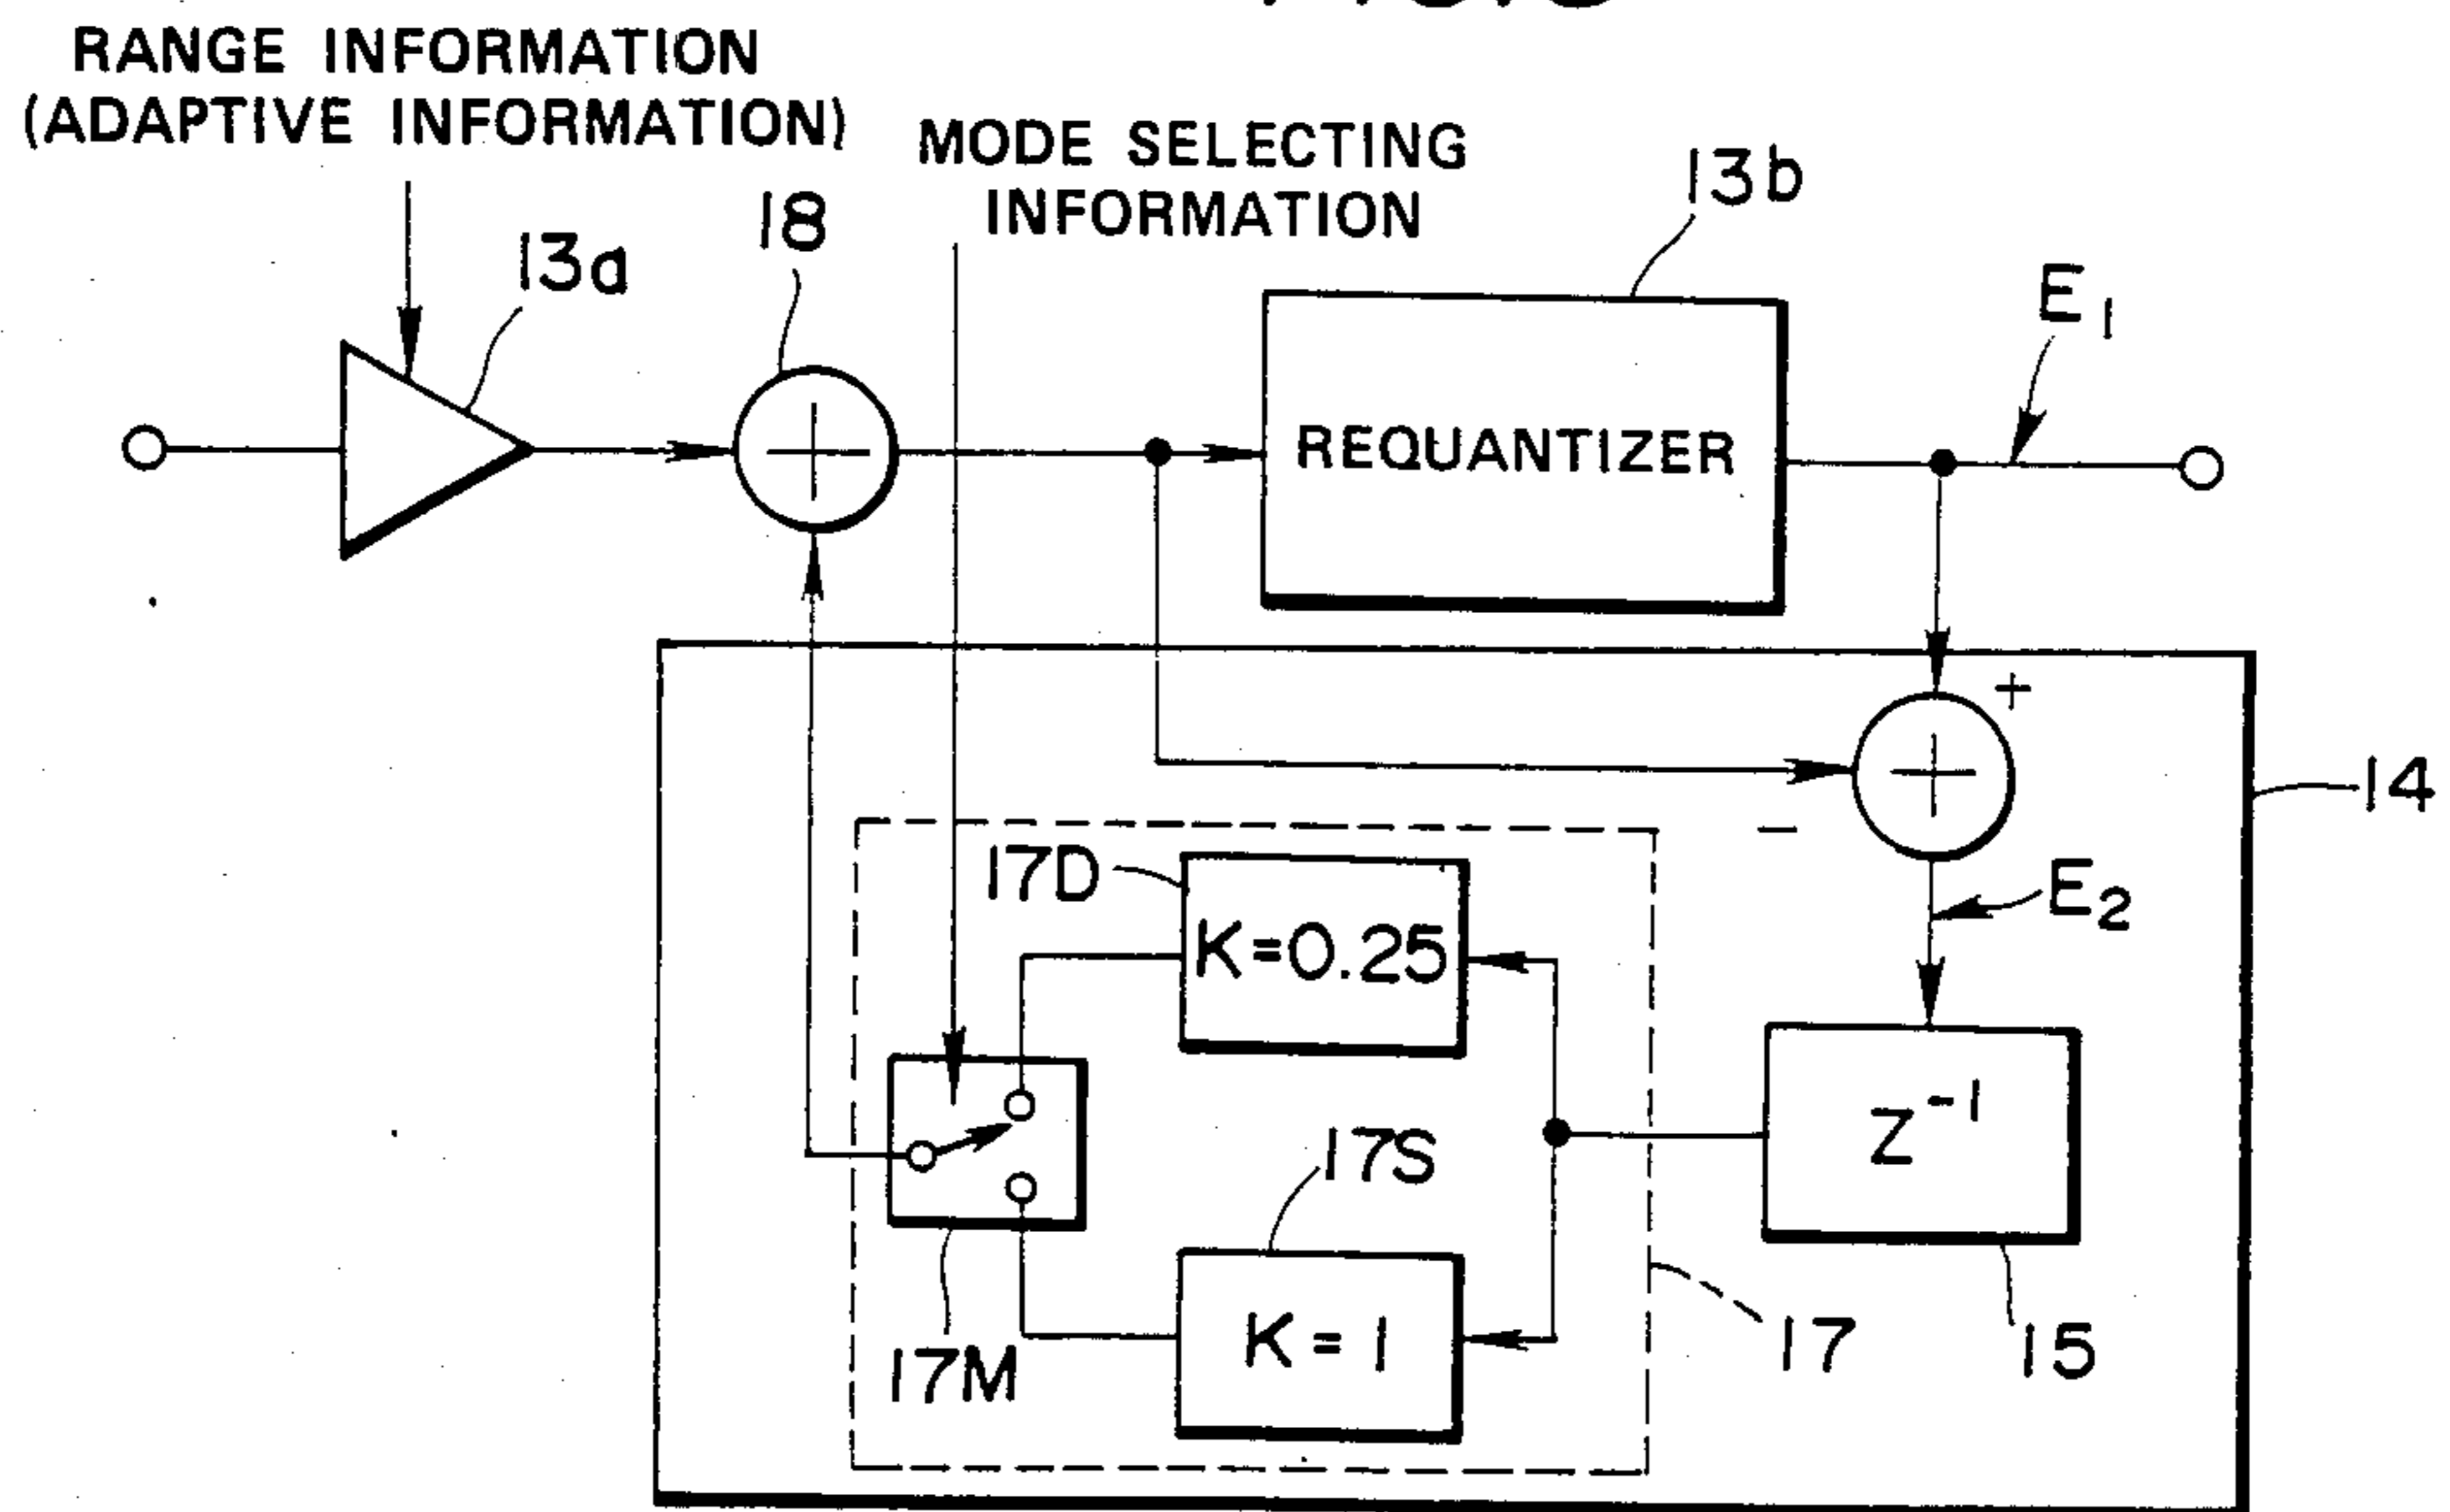 RANGE INFORMATION
(ADAPTIVE INFORMATION)
MODE SELECTING
INFORMATION
13b
18
13a
E1
REQUANTIZER
+
14
−
17D
E2
K=0.25
Z⁻¹
17S
K=1
17
15
17M